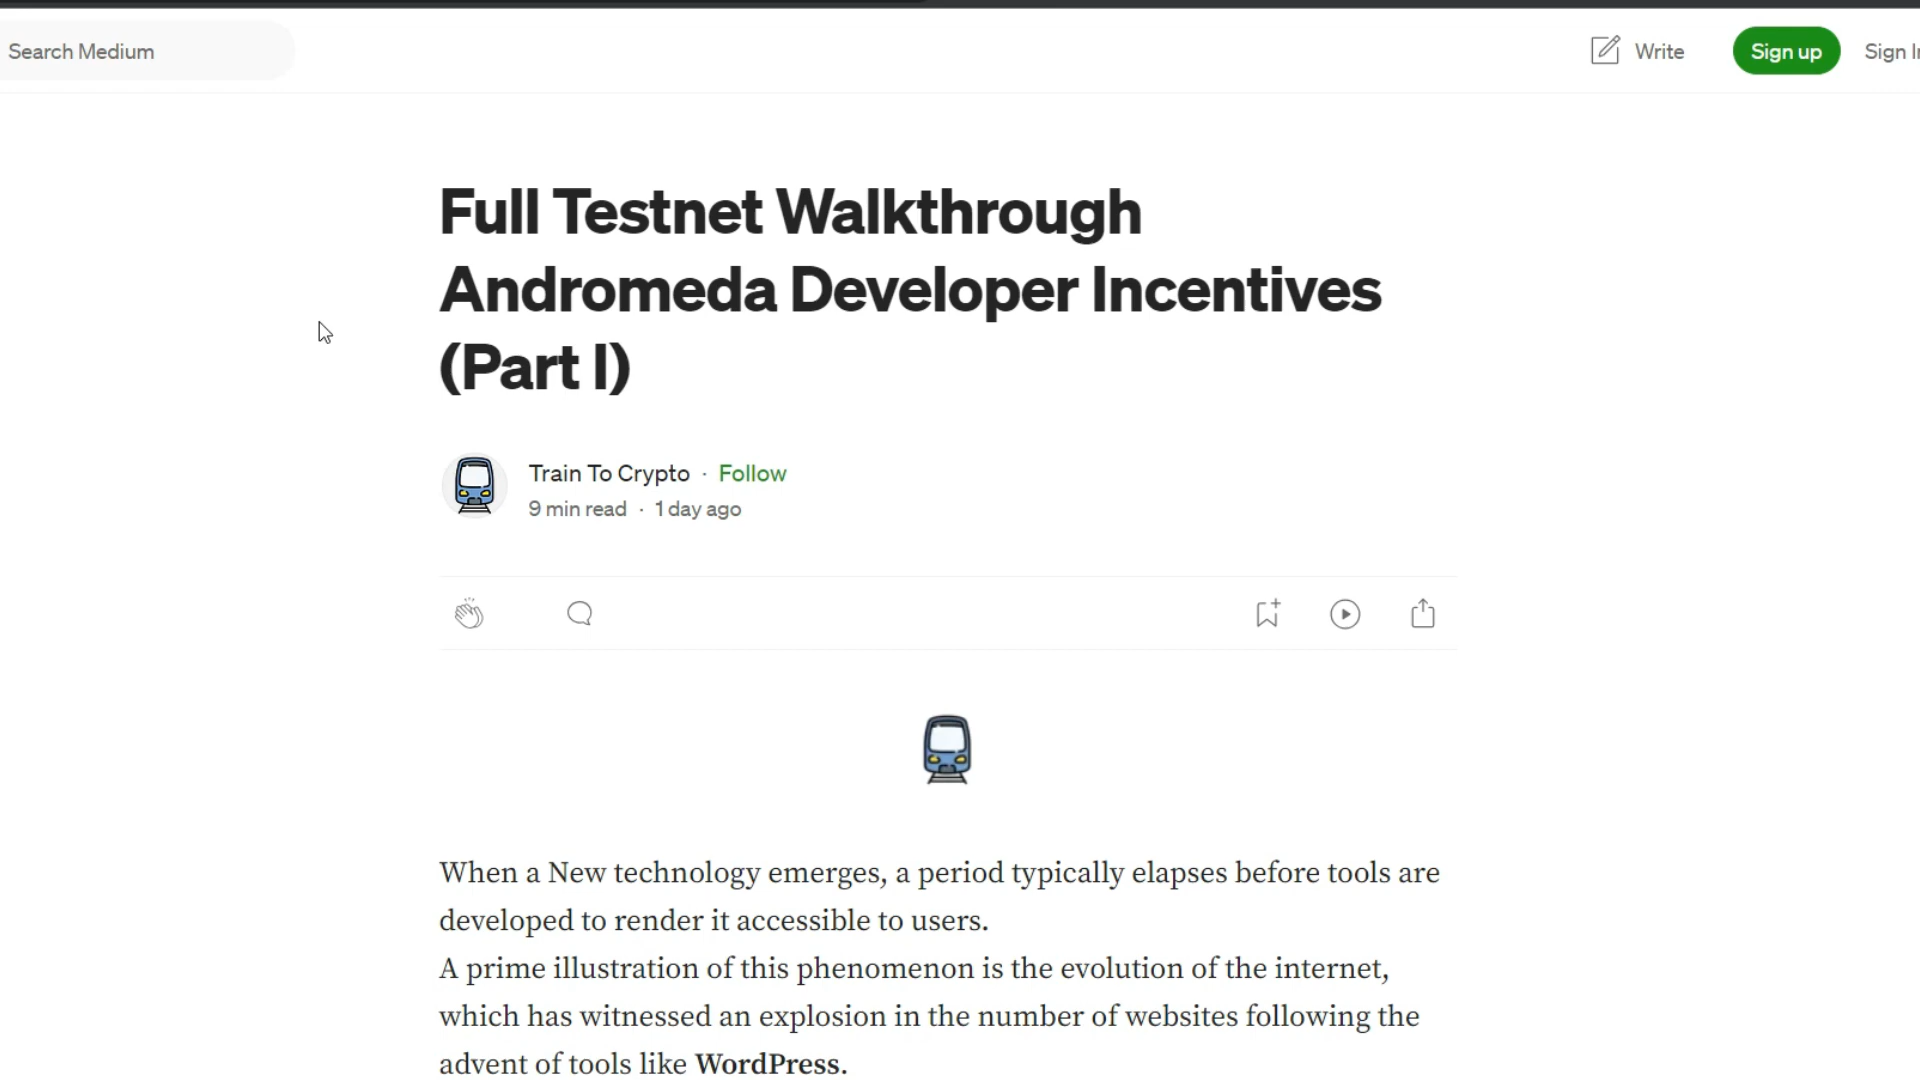 Search Medium
Write
Sign up
Sign In
Full Testnet Walkthrough
Andromeda Developer Incentives
(Part I)
Train To Crypto · Follow
9 min read · 1 day ago
When a New technology emerges, a period typically elapses before tools are
developed to render it accessible to users.
A prime illustration of this phenomenon is the evolution of the internet,
which has witnessed an explosion in the number of websites following the
advent of tools like WordPress.